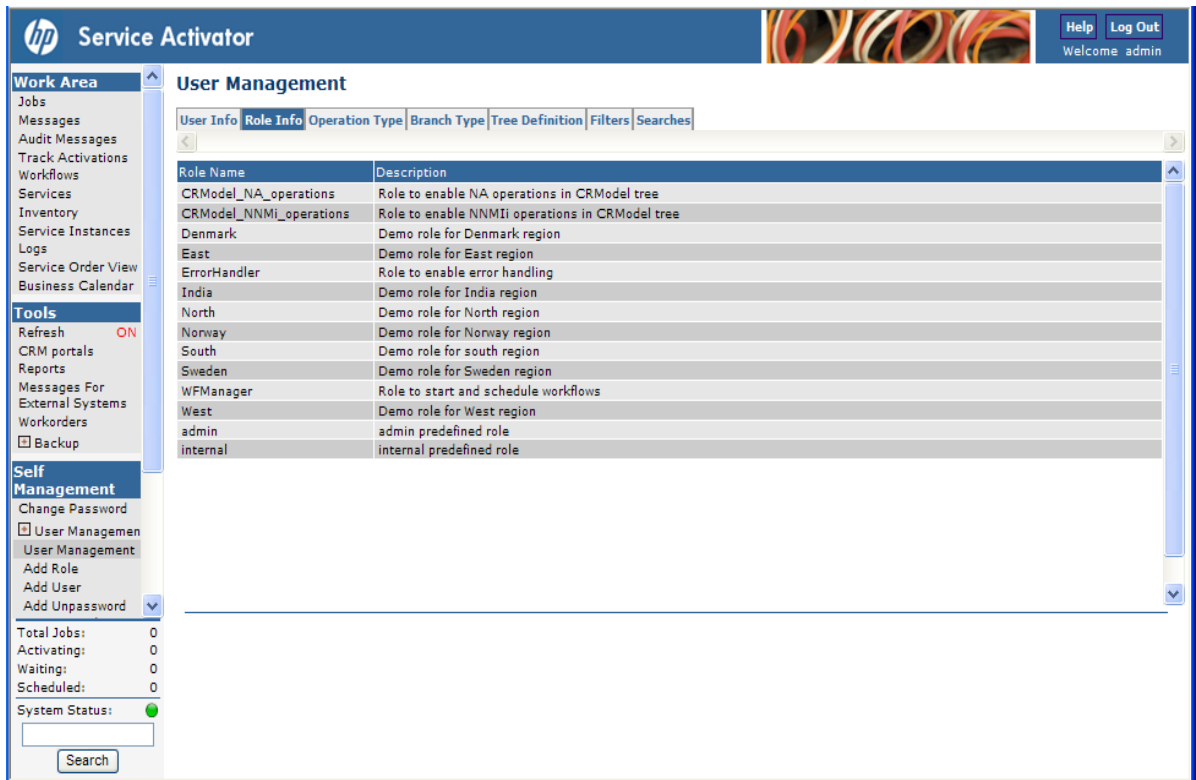 hp Service Activator
Help Log Out
Welcome admin
Work Area
Jobs
Messages
Audit Messages
Track Activations
Workflows
Services
Inventory
Service Instances
Logs
Service Order View
Business Calendar
Tools
Refresh ON
CRM portals
Reports
Messages For
External Systems
Workorders
Backup
Self
Management
Change Password
User Managemen
User Management
Add Role
Add User
Add Unpassword
Total Jobs: 0
Activating: 0
Waiting: 0
Scheduled: 0
System Status:
Search
User Management
User Info Role Info Operation Type Branch Type Tree Definition Filters Searches
Role Name Description
CRModel_NA_operations Role to enable NA operations in CRModel tree
CRModel_NNMi_operations Role to enable NNMIi operations in CRModel tree
Denmark Demo role for Denmark region
East Demo role for East region
ErrorHandler Role to enable error handling
India Demo role for India region
North Demo role for North region
Norway Demo role for Norway region
South Demo role for south region
Sweden Demo role for Sweden region
WFManager Role to start and schedule workflows
West Demo role for West region
admin admin predefined role
internal internal predefined role